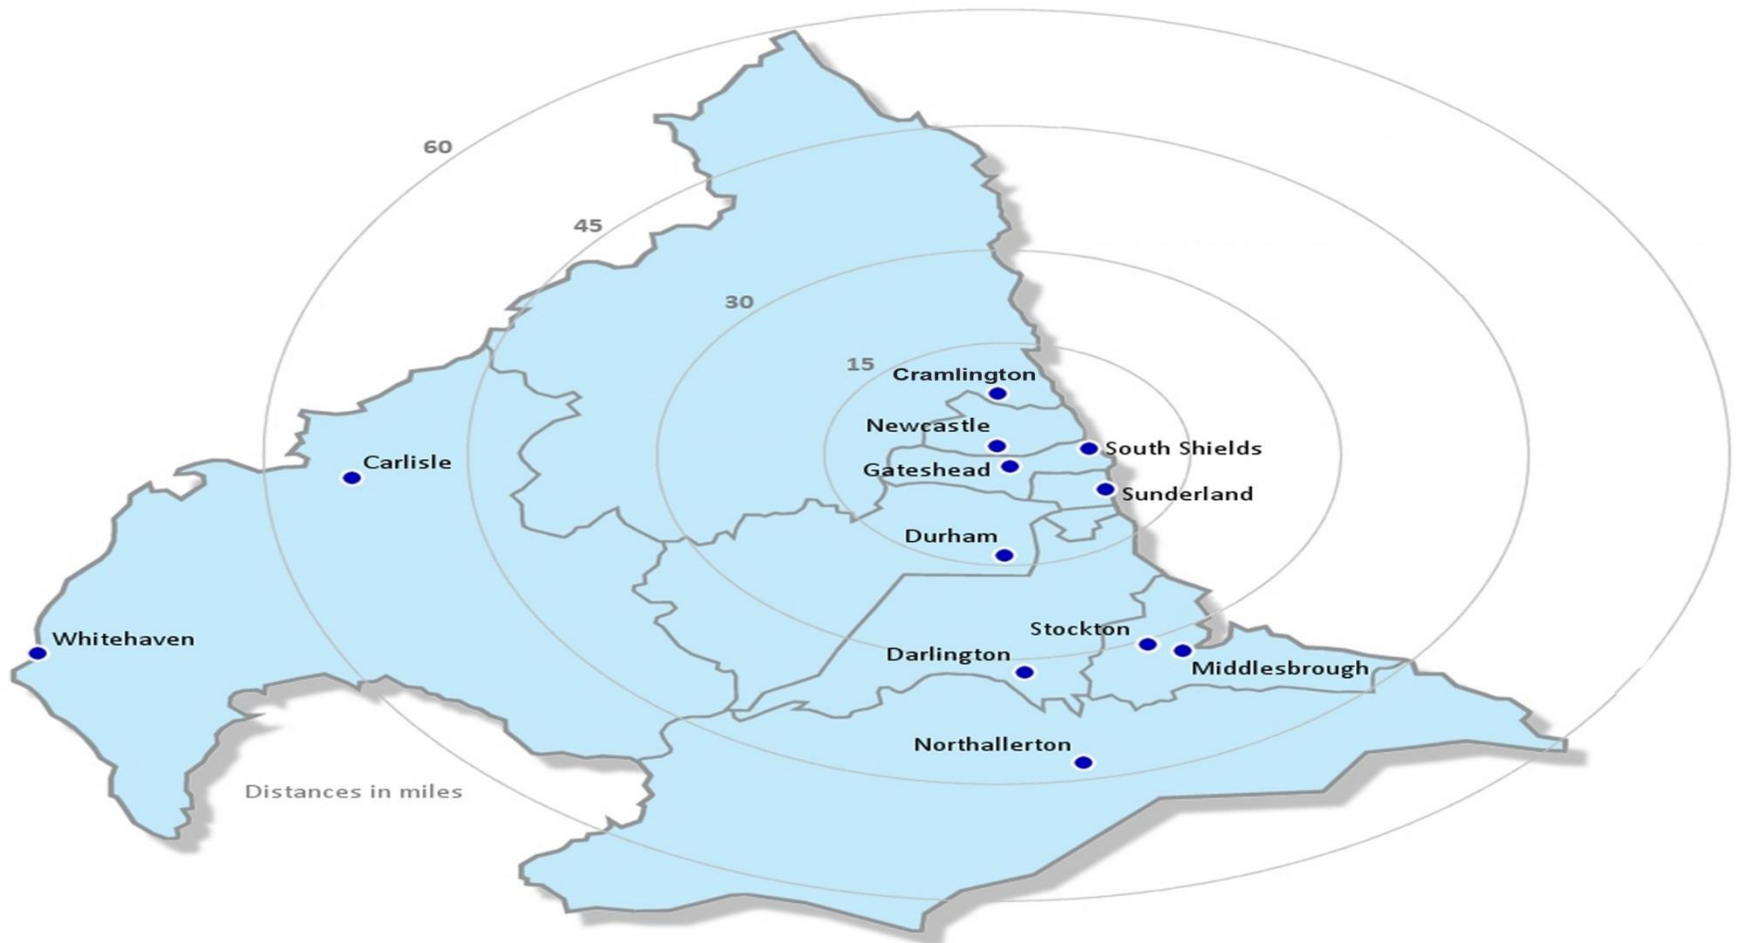 60
45
30
15
Cramlington
Newcastle
South Shields
Carlisle
Gateshead
Sunderland
Durham
Stockton
Whitehaven
Darlington
Middlesbrough
Northallerton
Distances in miles